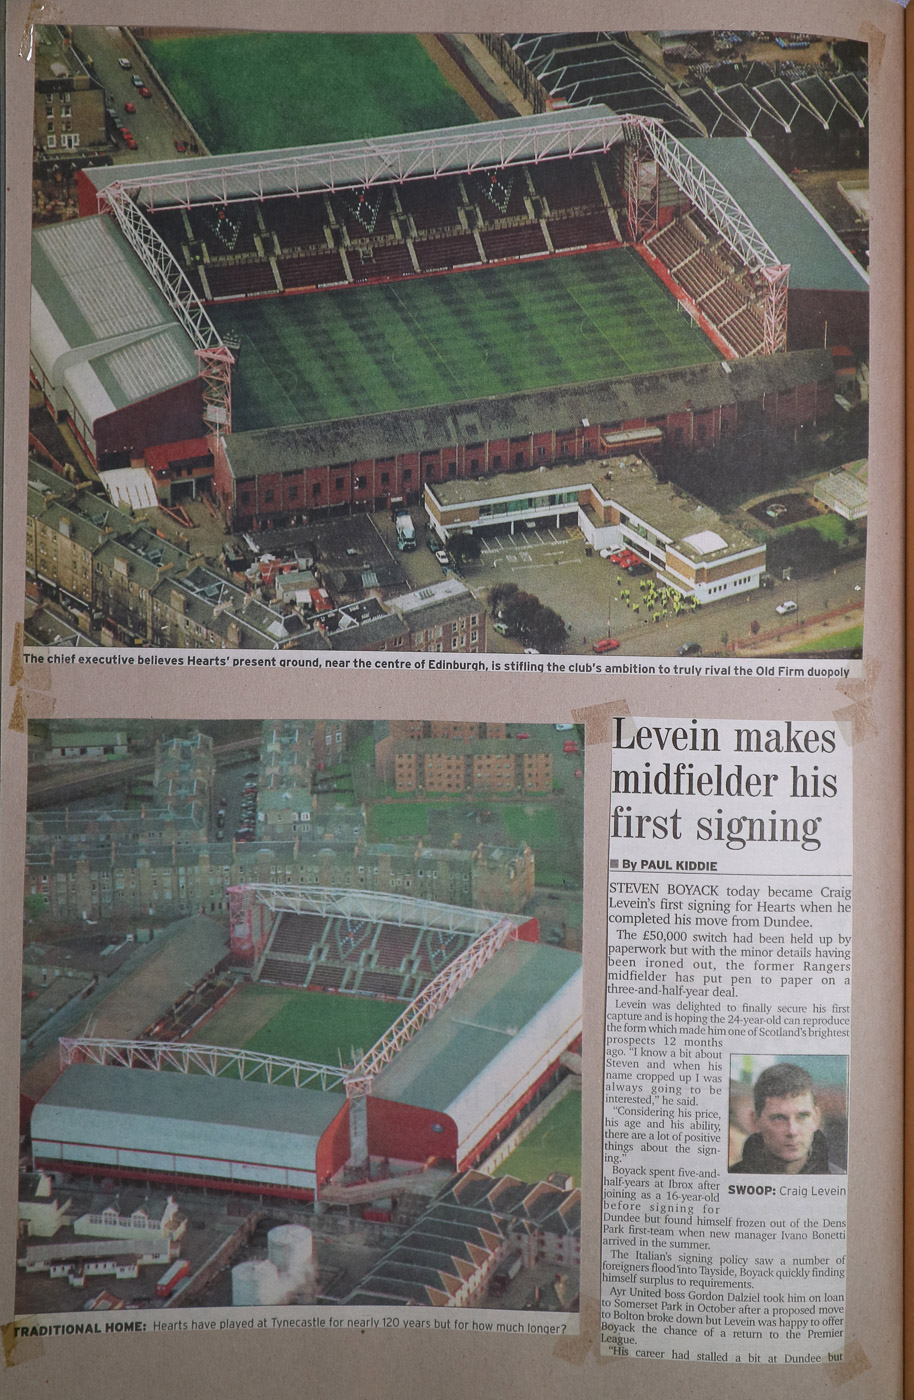 The chief executive believes Hearts' present ground, near the centre of Edinburgh, is stifling the club's ambition to truly rival the Old Firm duopoly
TRADITIONAL HOME: Hearts have played at Tynecastle for nearly 120 years but for how much longer?
Levein makes
midfielder his
first signing
■ By PAUL KIDDIE
STEVEN BOYACK today became Craig
Levein's first signing for Hearts when he
completed his move from Dundee.
The £50,000 switch had been held up by
paperwork but with the minor details having
been ironed out, the former Rangers
midfielder has put pen to paper on a
three-and-half-year deal.
Levein was delighted to finally secure his first
capture and is hoping the 24-year-old can reproduce
the form which made him one of Scotland's brightest
prospects 12 months
ago. "I know a bit about
Steven and when his
name cropped up I was
always going to be
interested," he said.
"Considering his price,
his age and his ability,
there are a lot of positive
things about the sign-
ing."
Boyack spent five-and-
half-years at Ibrox after
joining as a 16-year-old
before signing for
Dundee but found himself frozen out of the Dens
Park first-team when new manager Ivano Bonetti
arrived in the summer.
The Italian's signing policy saw a number of
foreigners flood into Tayside, Boyack quickly finding
himself surplus to requirements.
Ayr United boss Gordon Dalziel took him on loan
to Somerset Park in October after a proposed move
to Bolton broke down but Levein was happy to offer
Boyack the chance of a return to the Premier
League.
"His career had stalled a bit at Dundee but
SWOOP: Craig Levein